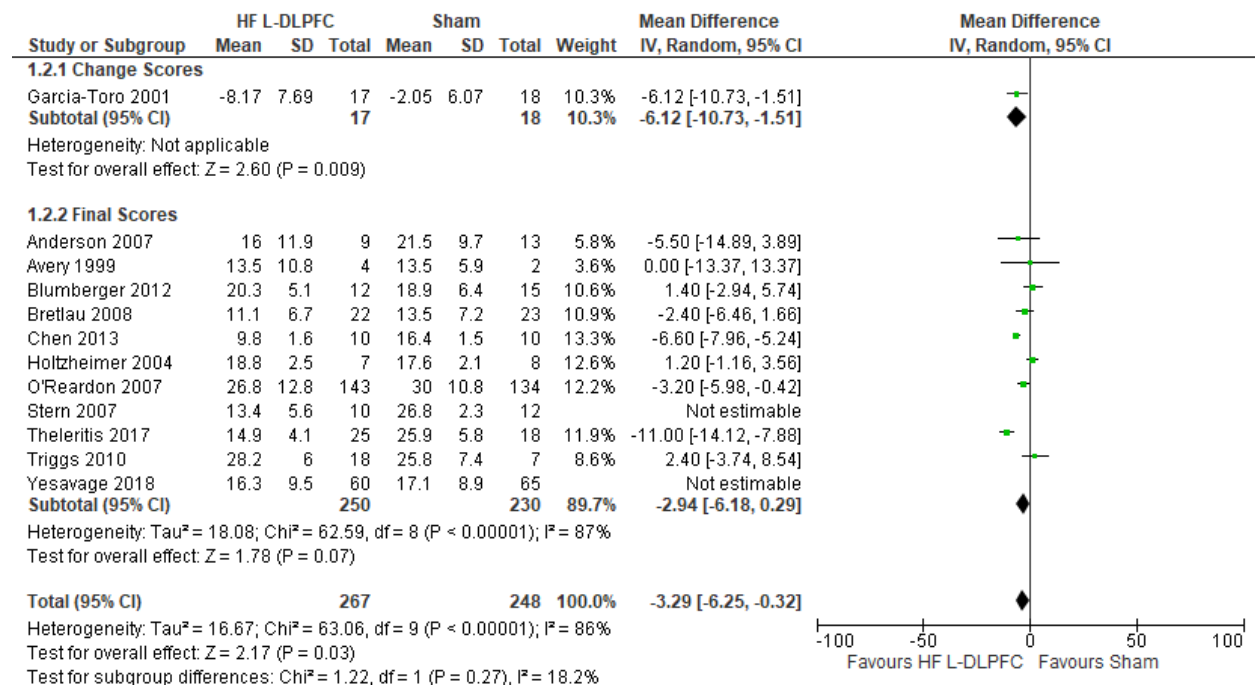 HF L-DLPFC Sham Mean Difference Mean Difference
Study or Subgroup Mean SD Total Mean SD Total Weight IV, Random, 95% CI IV, Random, 95% CI
1.2.1 Change Scores
Garcia-Toro 2001 -8.17 7.69 17 -2.05 6.07 18 10.3% -6.12 [-10.73, -1.51]
Subtotal (95% CI) 17 18 10.3% -6.12 [-10.73, -1.51]
Heterogeneity: Not applicable
Test for overall effect: Z = 2.60 (P = 0.009)
1.2.2 Final Scores
Anderson 2007 16 11.9 9 21.5 9.7 13 5.8% -5.50 [-14.89, 3.89]
Avery 1999 13.5 10.8 4 13.5 5.9 2 3.6% 0.00 [-13.37, 13.37]
Blumberger 2012 20.3 5.1 12 18.9 6.4 15 10.6% 1.40 [-2.94, 5.74]
Bretlau 2008 11.1 6.7 22 13.5 7.2 23 10.9% -2.40 [-6.46, 1.66]
Chen 2013 9.8 1.6 10 16.4 1.5 10 13.3% -6.60 [-7.96, -5.24]
Holtzheimer 2004 18.8 2.5 7 17.6 2.1 8 12.6% 1.20 [-1.16, 3.56]
O'Reardon 2007 26.8 12.8 143 30 10.8 134 12.2% -3.20 [-5.98, -0.42]
Stern 2007 13.4 5.6 10 26.8 2.3 12 Not estimable
Theleritis 2017 14.9 4.1 25 25.9 5.8 18 11.9% -11.00 [-14.12, -7.88]
Triggs 2010 28.2 6 18 25.8 7.4 7 8.6% 2.40 [-3.74, 8.54]
Yesavage 2018 16.3 9.5 60 17.1 8.9 65 Not estimable
Subtotal (95% CI) 250 230 89.7% -2.94 [-6.18, 0.29]
Heterogeneity: Tau² = 18.08; Chi² = 62.59, df = 8 (P < 0.00001); I² = 87%
Test for overall effect: Z = 1.78 (P = 0.07)
Total (95% CI) 267 248 100.0% -3.29 [-6.25, -0.32]
Heterogeneity: Tau² = 16.67; Chi² = 63.06, df = 9 (P < 0.00001); I² = 86%
Test for overall effect: Z = 2.17 (P = 0.03)
Test for subgroup differences: Chi² = 1.22, df = 1 (P = 0.27), I² = 18.2%
-100 -50 0 50 100
Favours HF L-DLPFC Favours Sham